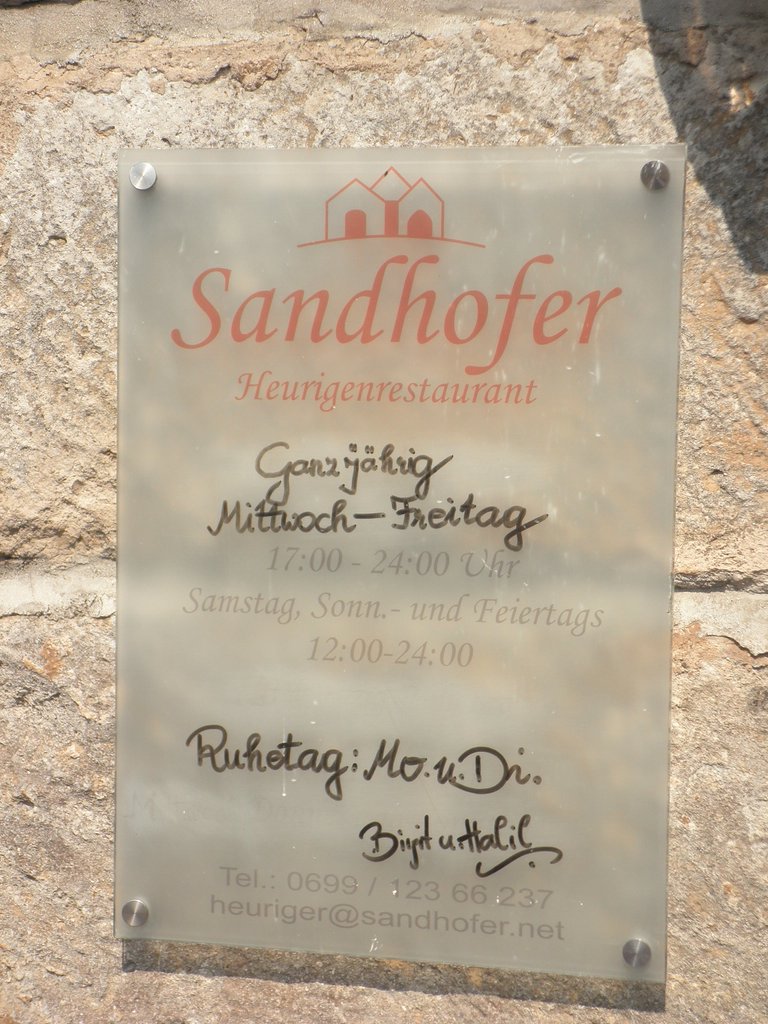 Sandhofer
Heurigenrestaurant
Ganzjährig
Mittwoch - Freitag
17:00 - 24:00 Uhr
Samstag, Sonn.- und Feiertags
12:00-24:00
Ruhetag: Mo. u. Di.
Birgit u. Halil
Tel.: 0699 / 123 66 237
heuriger@sandhofer.net